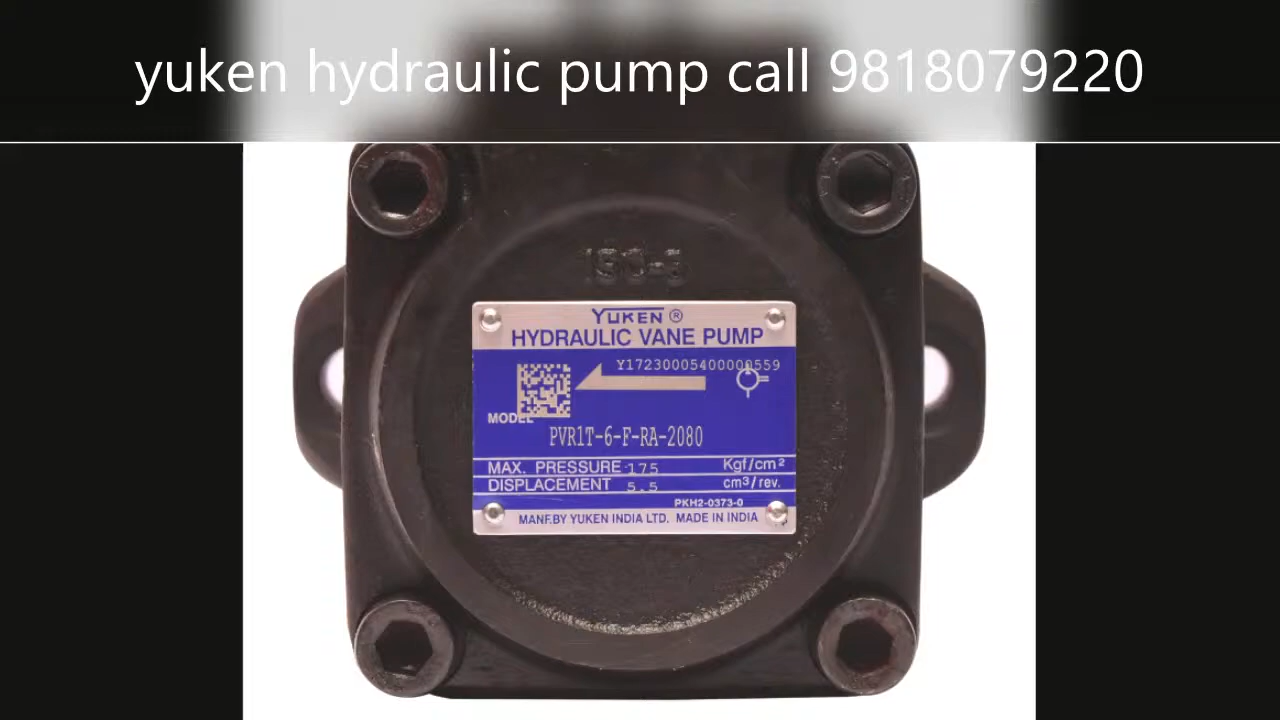 yuken hydraulic pump call 9818079220
YUKEN ®
HYDRAULIC VANE PUMP
Y17230005400000559
MODEL
PVR1T-6-F-RA-2080
MAX. PRESSURE 175 Kgf/cm²
DISPLACEMENT 5.5 cm³/rev.
PKH2-0373-0
MANF.BY YUKEN INDIA LTD. MADE IN INDIA